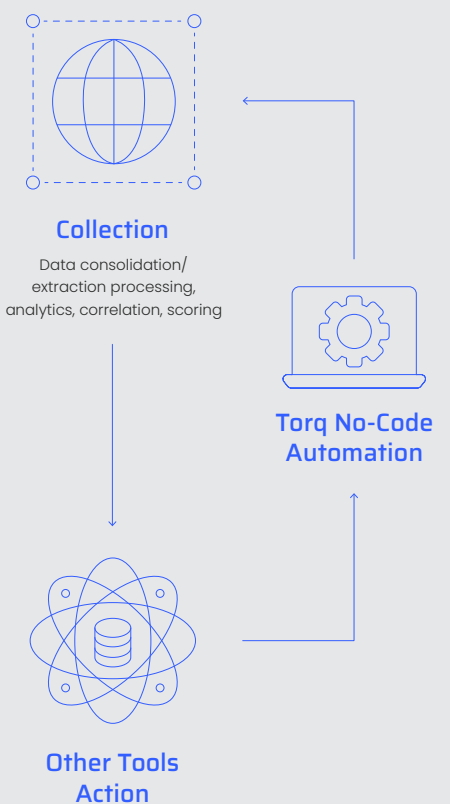 Collection
Data consolidation/
extraction processing,
analytics, correlation, scoring
Torq No-Code
Automation
Other Tools
Action